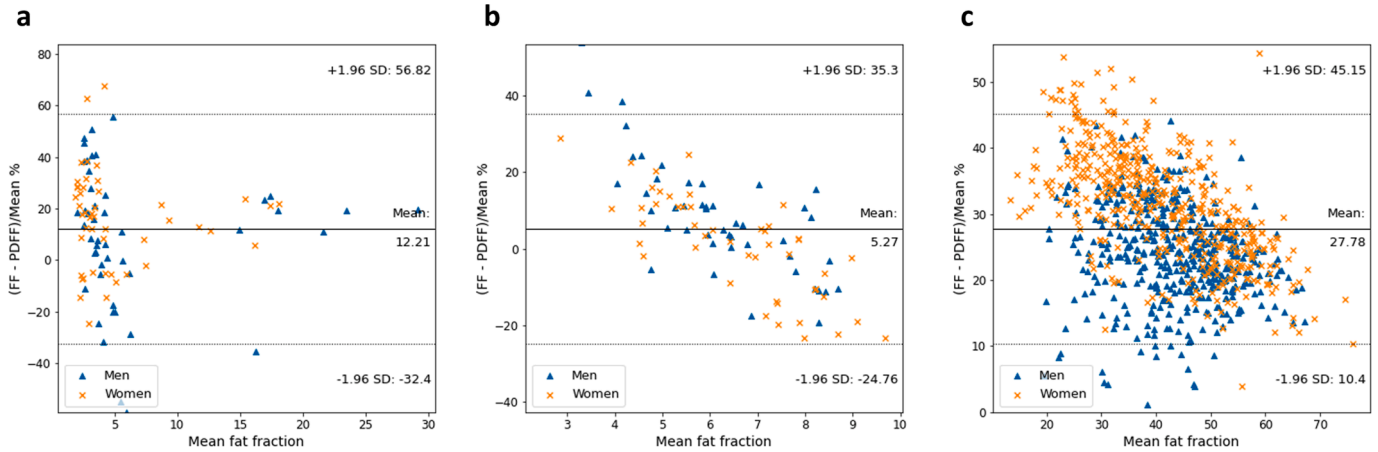 a
80
60
40
20
0
−20
−40
5
10
15
20
25
30
(FF - PDFF)/Mean %
Mean fat fraction
+1.96 SD: 56.82
Mean:
12.21
-1.96 SD: -32.4
Men
Women
b
40
20
0
−20
−40
3
4
5
6
7
8
9
10
(FF - PDFF)/Mean %
Mean fat fraction
+1.96 SD: 35.3
Mean:
5.27
-1.96 SD: -24.76
Men
Women
c
50
40
30
20
10
0
20
30
40
50
60
70
(FF - PDFF)/Mean %
Mean fat fraction
+1.96 SD: 45.15
Mean:
27.78
-1.96 SD: 10.4
Men
Women